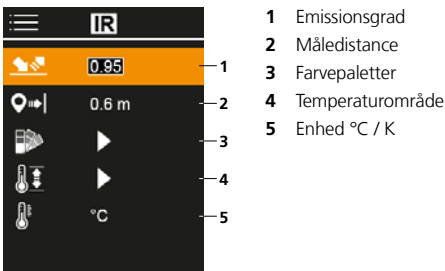 IR
0.95 1
0.6 m 2
3
4
°C 5
1 Emissionsgrad
2 Måledistance
3 Farvepaletter
4 Temperaturområde
5 Enhed °C / K